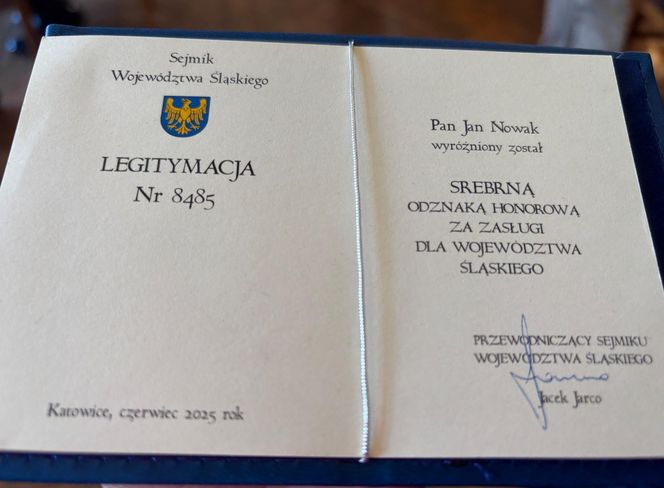 Sejmik
Województwa Śląskiego
LEGITYMACJA
Nr 8485
Katowice, czerwiec 2025 rok
Pan Jan Nowak
wyróżniony został
SREBRNĄ
ODZNAKĄ HONOROWĄ
ZA ZASŁUGI
DLA WOJEWÓDZTWA
ŚLĄSKIEGO
PRZEWODNICZĄCY SEJMIKU
WOJEWÓDZTWA ŚLĄSKIEGO
Jacek Jarco